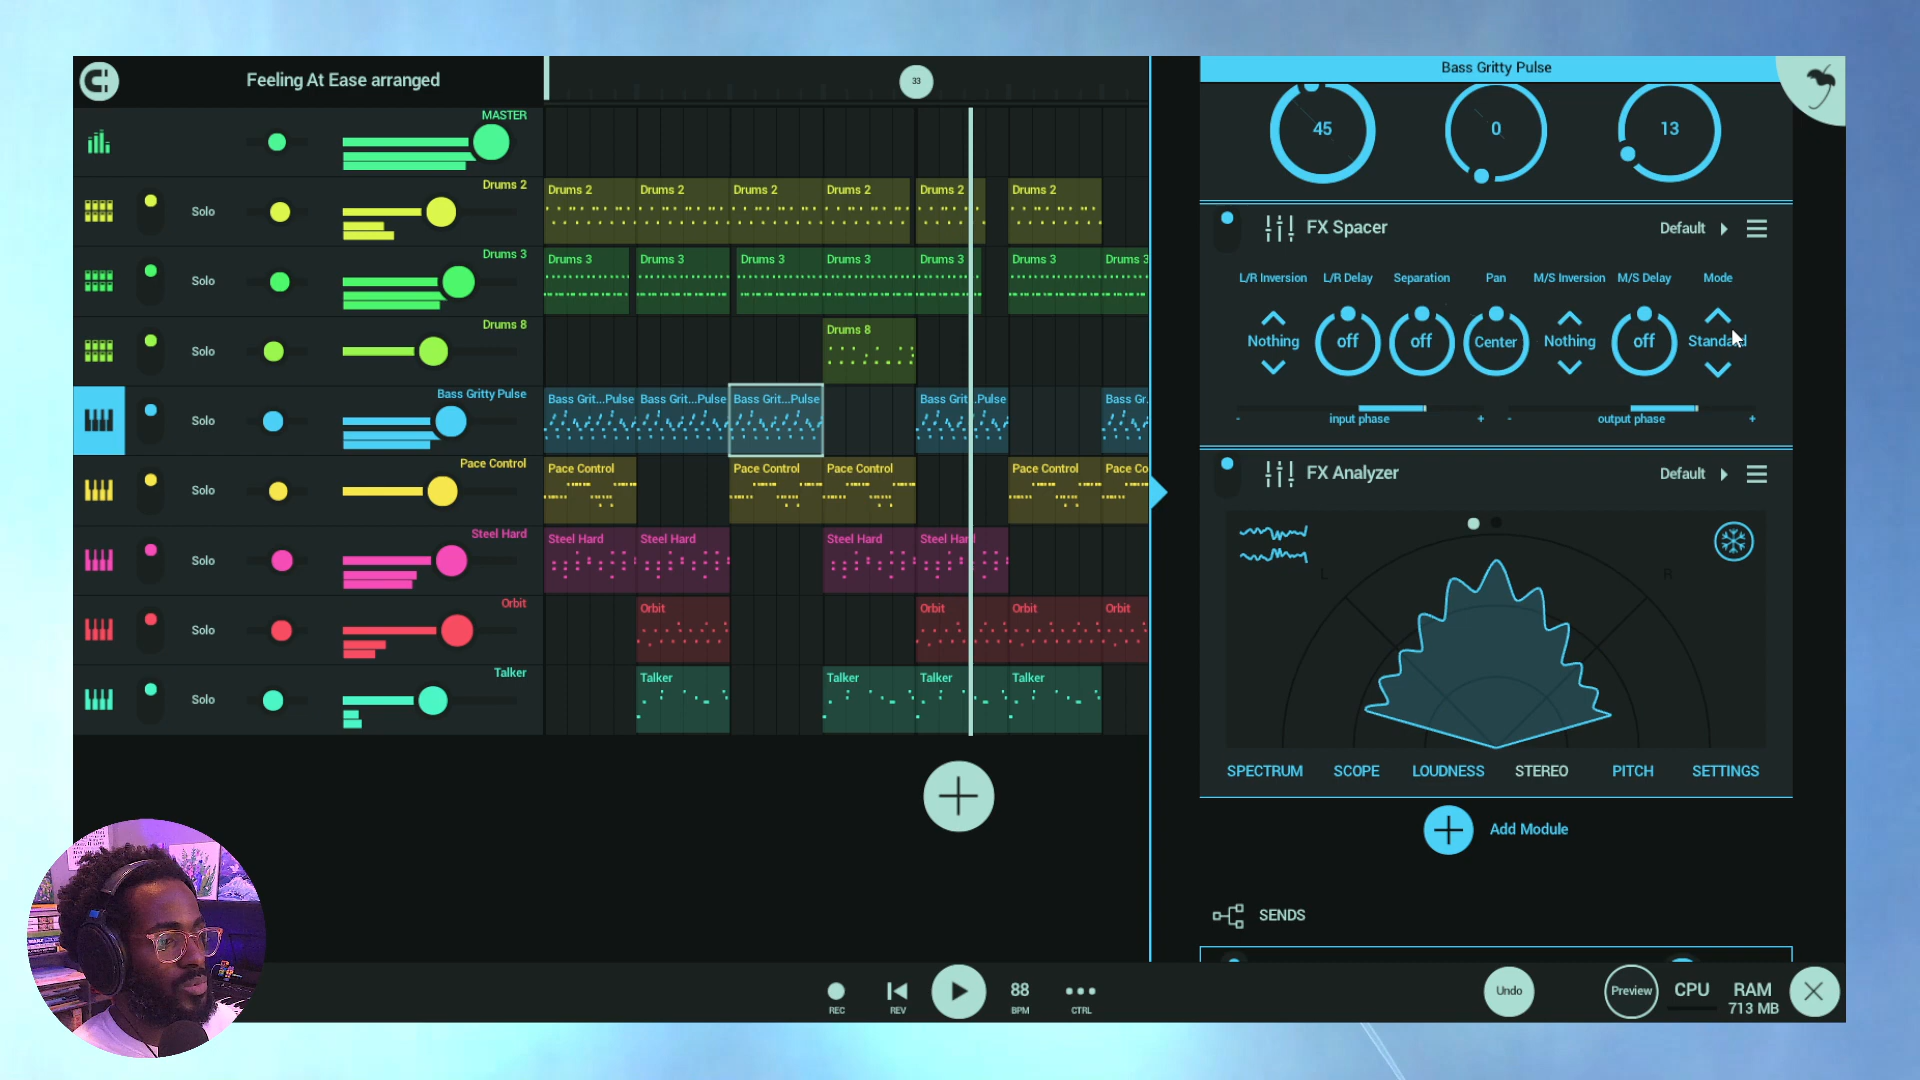 Feeling At Ease arranged
33
Bass Gritty Pulse
MASTER
45 0 13
Drums 2
Solo
Drums 2 Drums 2 Drums 2 Drums 2 Drums 2 Drums 2
FX Spacer Default
Drums 3
Solo
Drums 3 Drums 3 Drums 3 Drums 3 Drums 3 Drums 3 Drums 3
L/R Inversion L/R Delay Separation Pan M/S Inversion M/S Delay Mode
Nothing off off Center Nothing off Standard
Drums 8
Solo
Drums 8
Bass Gritty Pulse
Solo
Bass Grit...Pulse Bass Grit...Pulse Bass Grit...Pulse Bass Grit...Pulse Bass Gr
- input phase + - output phase +
Pace Control
Solo
Pace Control Pace Control Pace Control Pace Control Pace Co
FX Analyzer Default
Steel Hard
Solo
Steel Hard Steel Hard Steel Hard Steel Hard
L R
Orbit
Solo
Orbit Orbit Orbit Orbit
Talker
Solo
Talker Talker Talker Talker
SPECTRUM SCOPE LOUDNESS STEREO PITCH SETTINGS
Add Module
SENDS
REC
REV
88
BPM
CTRL
Undo
Preview
CPU
RAM
713 MB